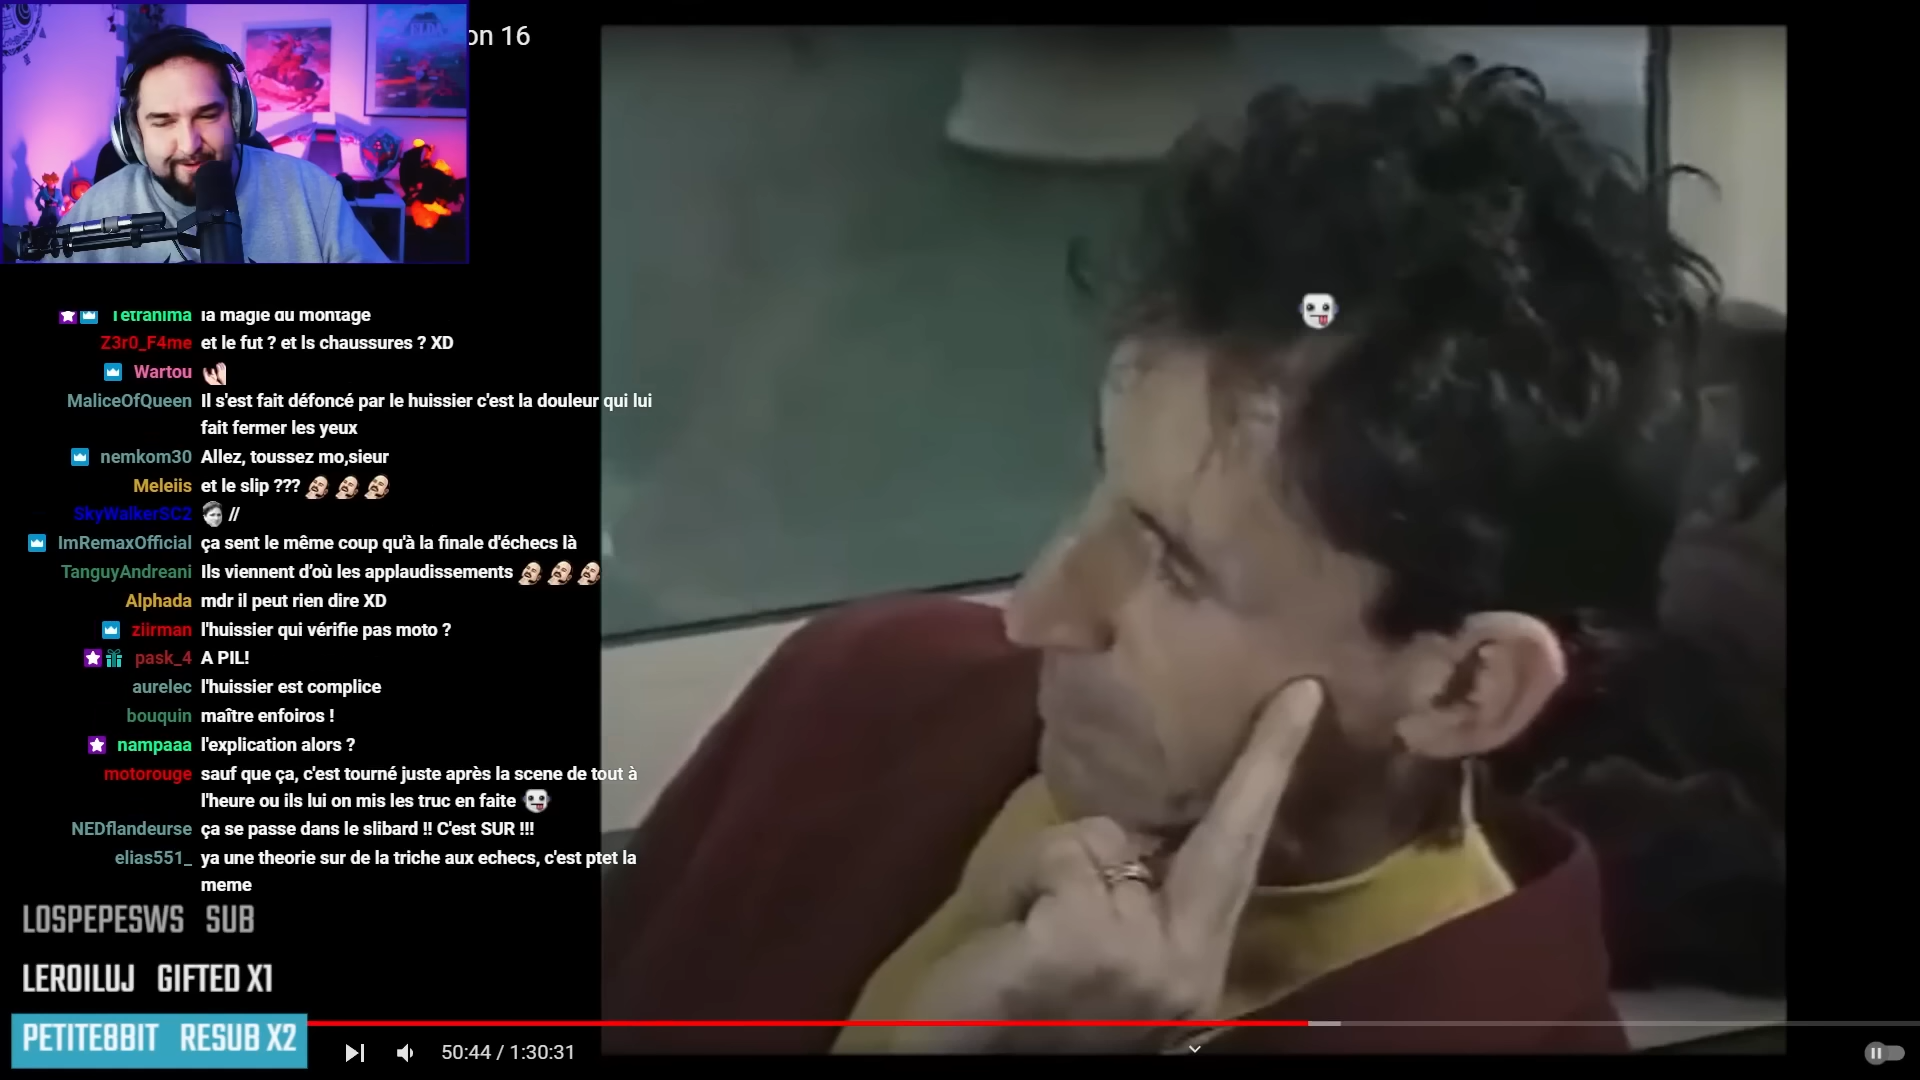 on 16
Tetranima la magie du montage
Z3r0_F4me et le fut ? et ls chaussures ? XD
Wartou
MaliceOfQueen Il s'est fait défoncé par le huissier c'est la douleur qui lui
fait fermer les yeux
nemkom30 Allez, toussez mo,sieur
Meleiis et le slip ???
SkyWalkerSC2 //
ImRemaxOfficial ça sent le même coup qu'à la finale d'échecs là
TanguyAndreani Ils viennent d'où les applaudissements
Alphada mdr il peut rien dire XD
ziirman l'huissier qui vérifie pas moto ?
pask_4 A PIL!
aurelec l'huissier est complice
bouquin maître enfoiros !
nampaaa l'explication alors ?
motorouge sauf que ça, c'est tourné juste après la scene de tout à
l'heure ou ils lui on mis les truc en faite
NEDflandeurse ça se passe dans le slibard !! C'est SUR !!!
elias551_ ya une theorie sur de la triche aux echecs, c'est ptet la
meme
LOSPEPESWS SUB
LEROILUJ GIFTED X1
PETITE8BIT RESUB X2
50:44 / 1:30:31